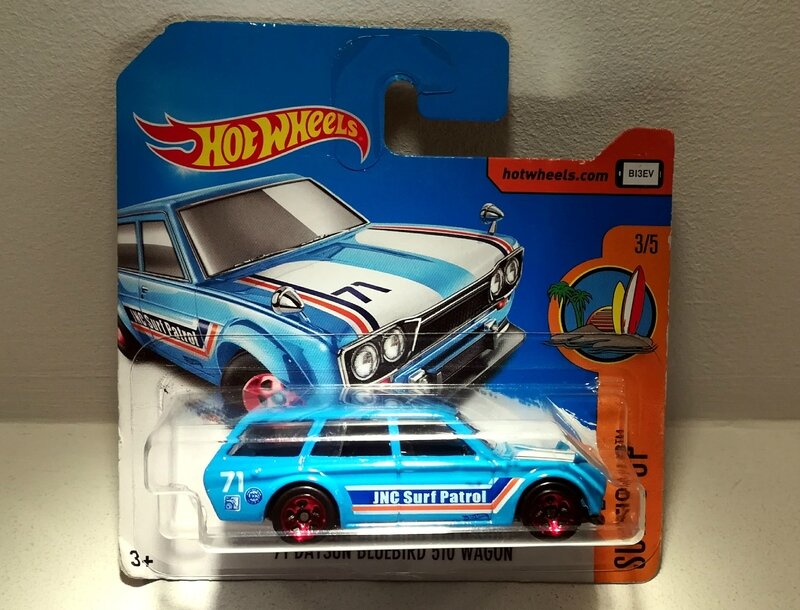 HOT WHEELS
hotwheels.com
BI3EV
3/5
71
JNC Surf Patrol
71
JNC Surf Patrol
71 DATSUN BLUEBIRD 510 WAGON
3+